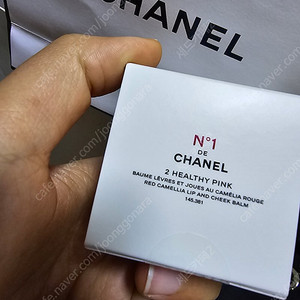 CHANEL
N°1
DE
CHANEL
2 HEALTHY PINK
BAUME LÈVRES ET JOUES AU CAMÉLIA ROUGE
RED CAMELLIA LIP AND CHEEK BALM
145.381